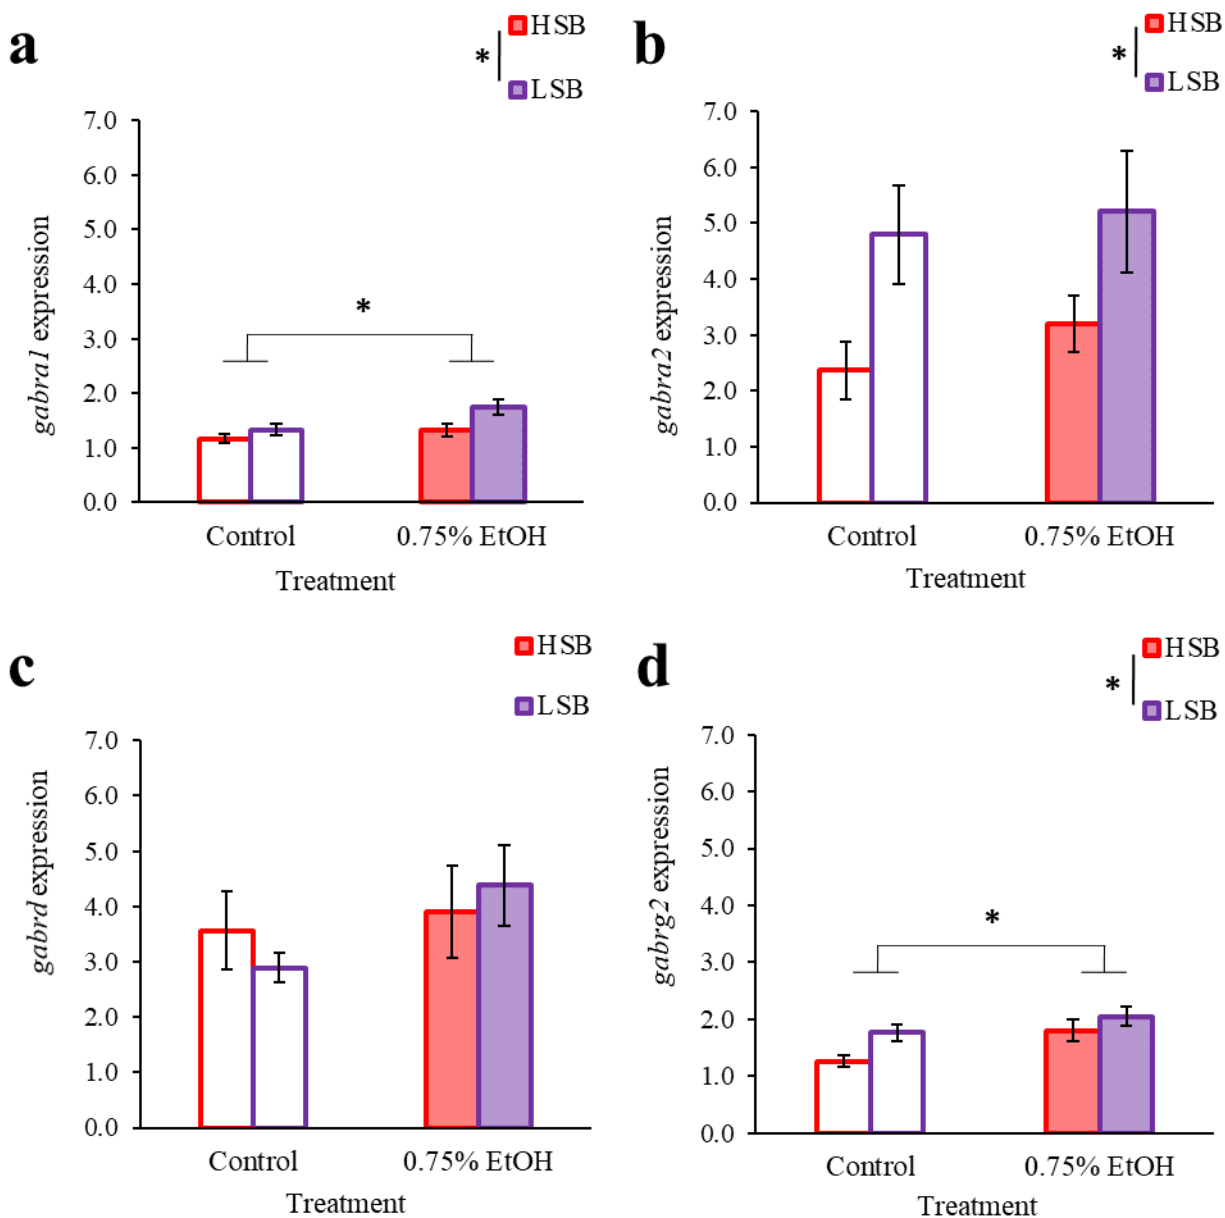 a
HSB
*
LSB
7.0
6.0
5.0
4.0
3.0
2.0
1.0
0.0
gabra1 expression
*
Control
0.75% EtOH
Treatment
b
HSB
*
LSB
7.0
6.0
5.0
4.0
3.0
2.0
1.0
0.0
gabra2 expression
Control
0.75% EtOH
Treatment
c
HSB
LSB
7.0
6.0
5.0
4.0
3.0
2.0
1.0
0.0
gabrd expression
Control
0.75% EtOH
Treatment
d
HSB
*
LSB
7.0
6.0
5.0
4.0
3.0
2.0
1.0
0.0
gabrg2 expression
*
Control
0.75% EtOH
Treatment